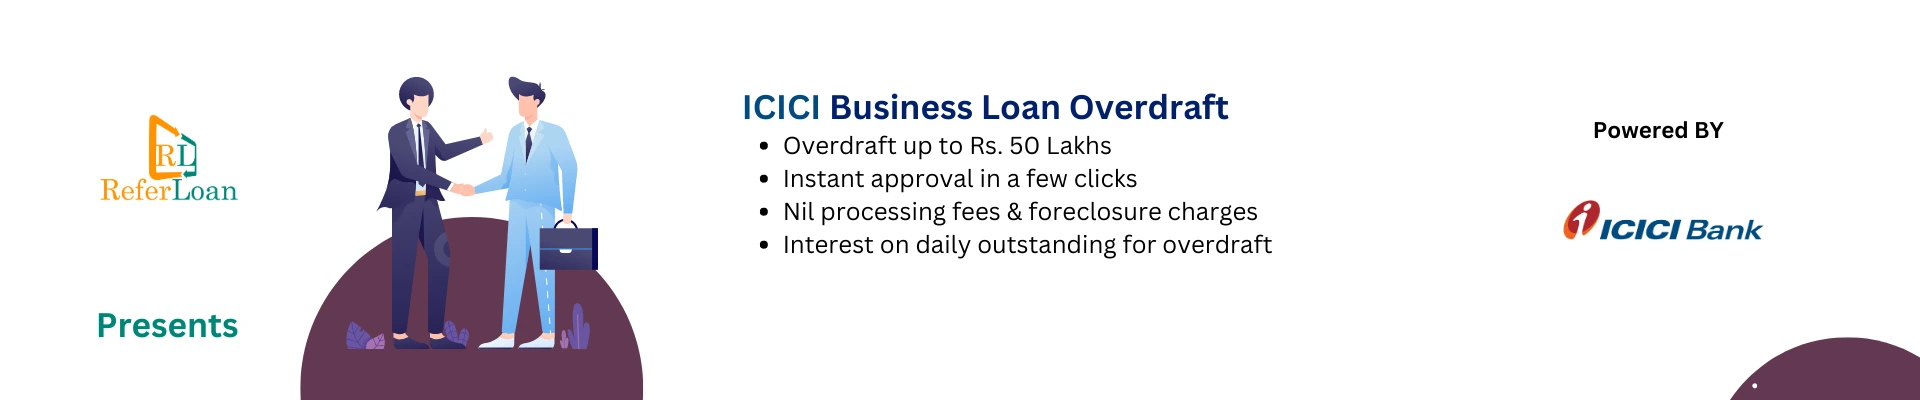 RL
ReferLoan
Presents
ICICI Business Loan Overdraft
• Overdraft up to Rs. 50 Lakhs
• Instant approval in a few clicks
• Nil processing fees & foreclosure charges
• Interest on daily outstanding for overdraft
Powered BY
i ICICI Bank